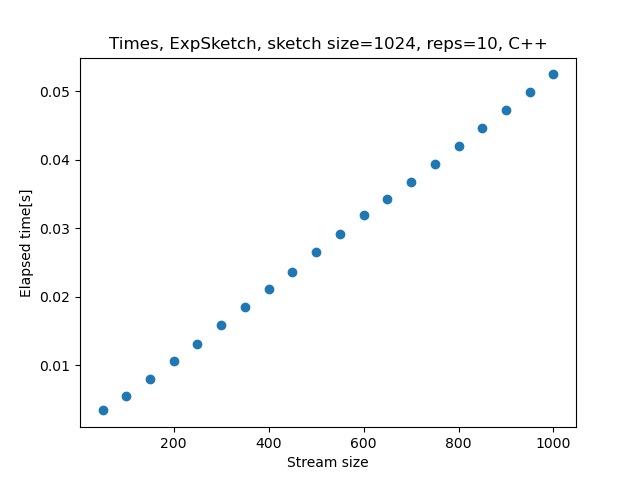 Times, ExpSketch, sketch size=1024, reps=10, C++
Elapsed time[s]
0.05
0.04
0.03
0.02
0.01
200 400 600 800 1000
Stream size